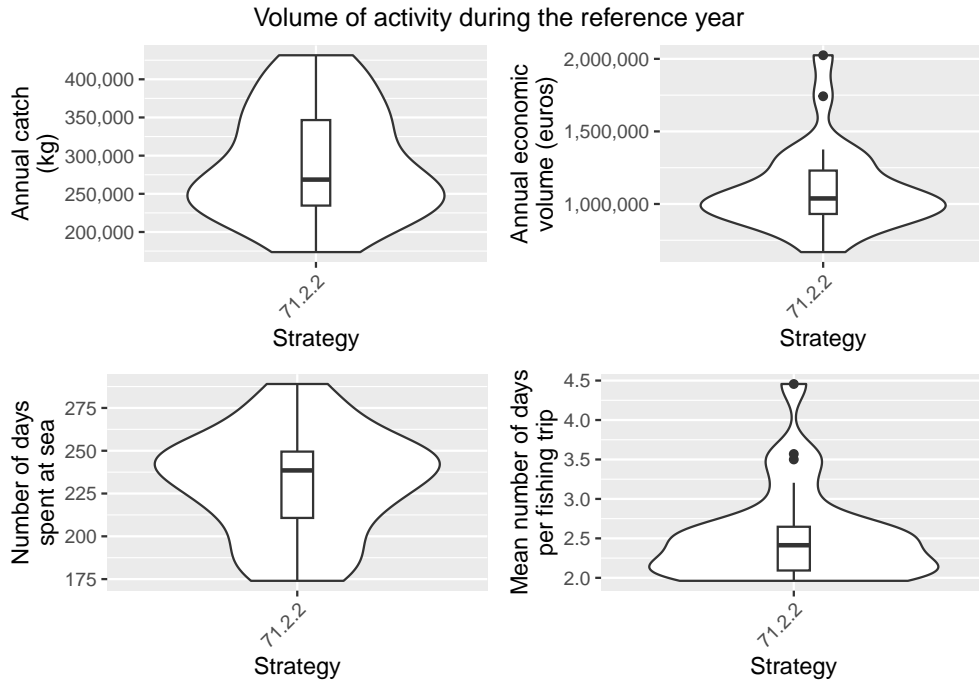 Volume of activity during the reference year
Annual catch
(kg)
400,000
350,000
300,000
250,000
200,000
71.2.2
Strategy
Annual economic
volume (euros)
2,000,000
1,500,000
1,000,000
71.2.2
Strategy
Number of days
spent at sea
275
250
225
200
175
71.2.2
Strategy
Mean number of days
per fishing trip
4.5
4.0
3.5
3.0
2.5
2.0
71.2.2
Strategy